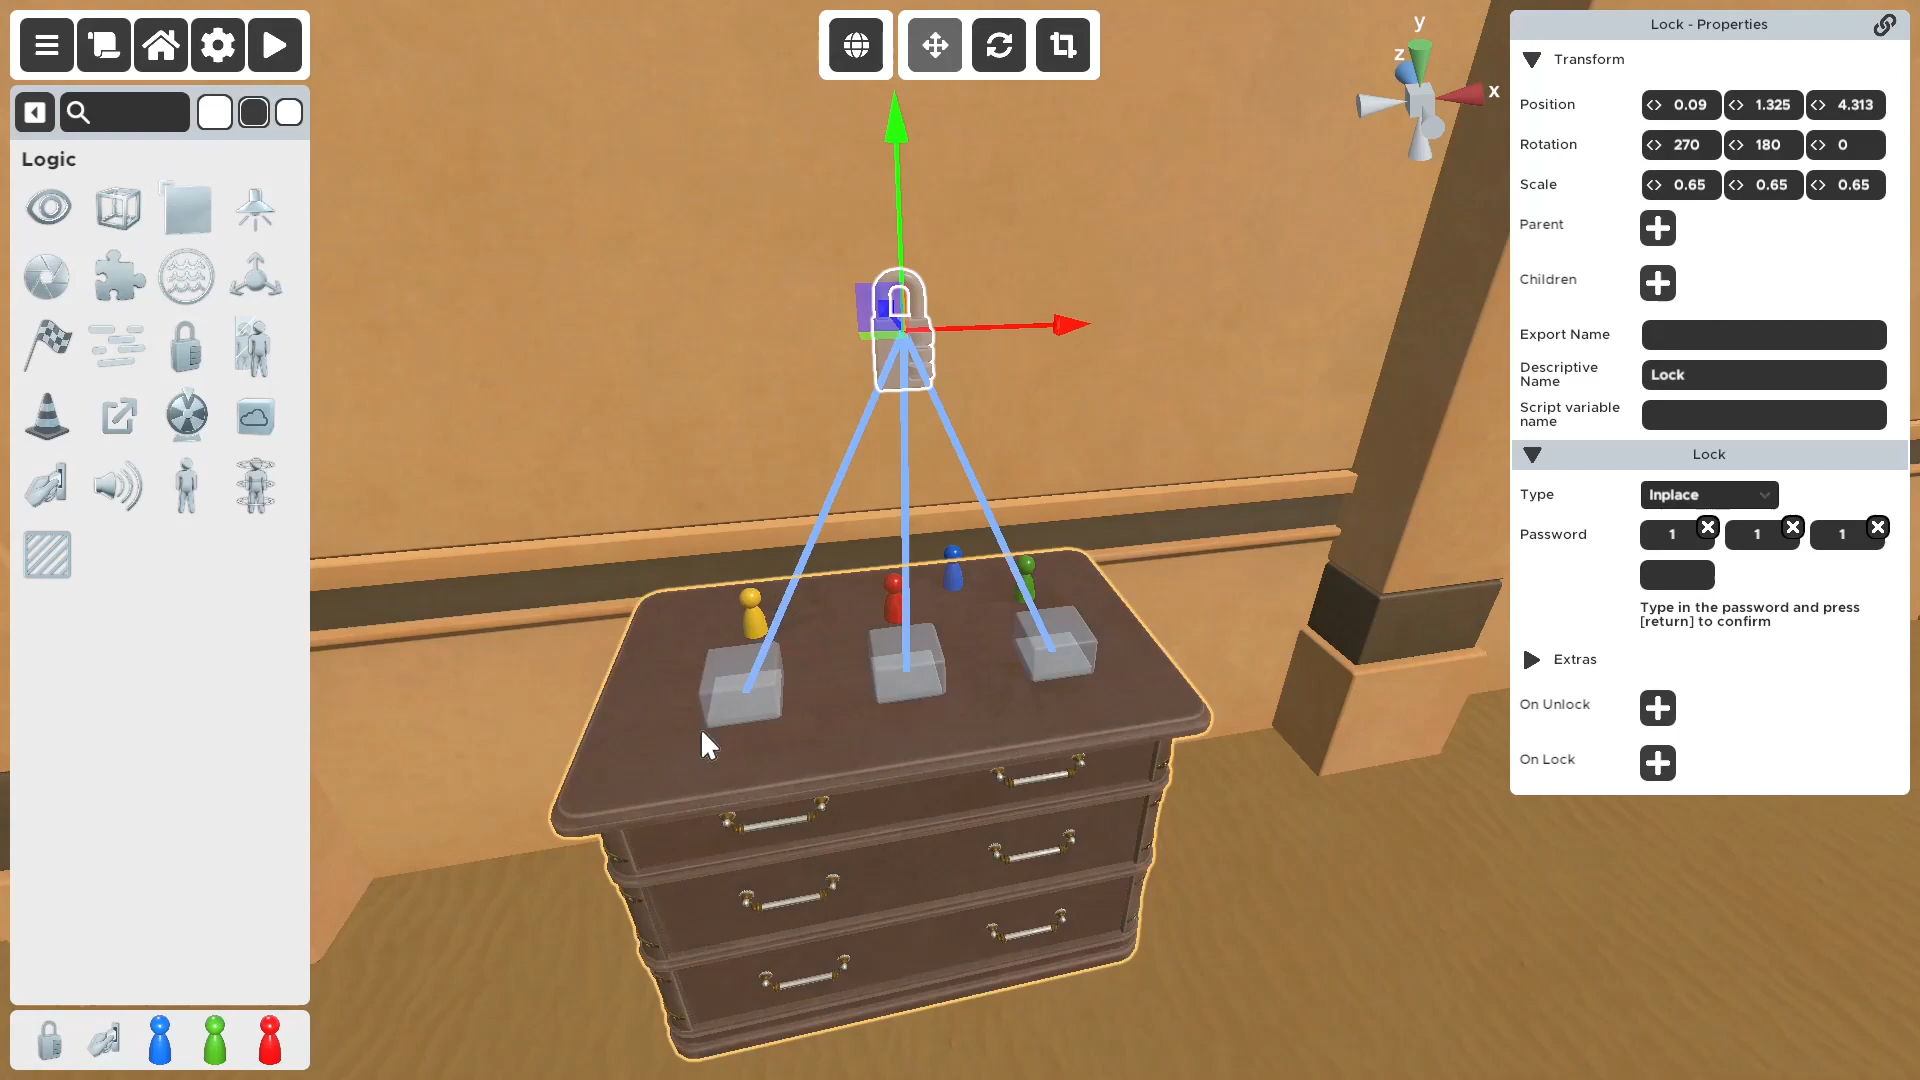 y
z
x
Lock - Properties
Transform
Position 0.09 1.325 4.313
Rotation 270 180 0
Scale 0.65 0.65 0.65
Parent
Children
Export Name
Descriptive Name Lock
Script variable name
Lock
Type Inplace
Password 1 1 1
Type in the password and press
[return] to confirm
Extras
On Unlock
On Lock
Logic